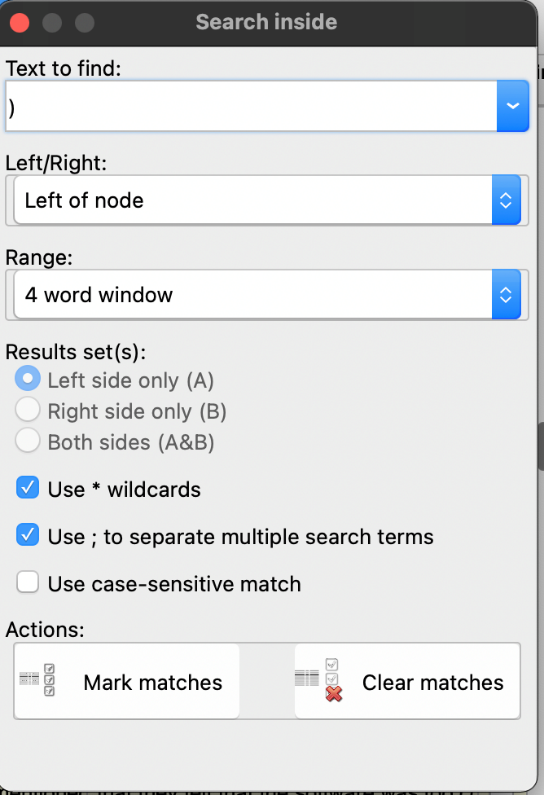 Search inside
Text to find:
)
Left/Right:
Left of node
Range:
4 word window
Results set(s):
Left side only (A)
Right side only (B)
Both sides (A&B)
Use * wildcards
Use ; to separate multiple search terms
Use case-sensitive match
Actions:
Mark matches
Clear matches